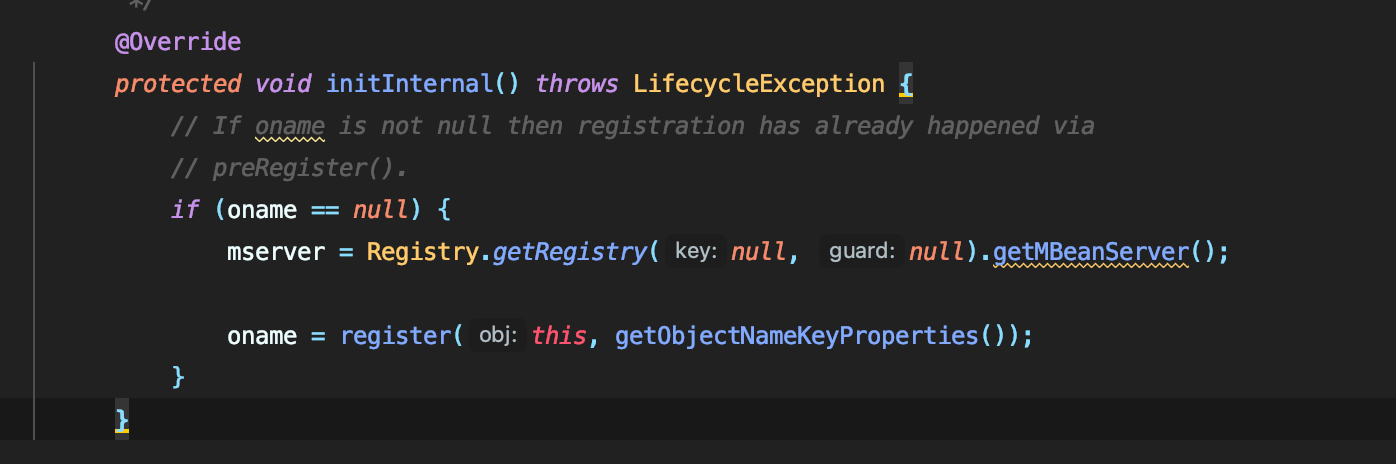 */
@Override
protected void initInternal() throws LifecycleException {
// If oname is not null then registration has already happened via
// preRegister().
if (oname == null) {
mserver = Registry.getRegistry( key: null, guard: null).getMBeanServer();
oname = register( obj: this, getObjectNameKeyProperties());
}
}